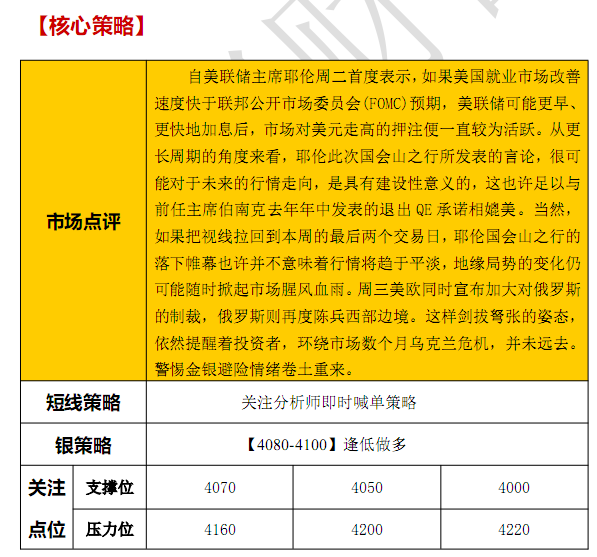 【核心策略】
自美联储主席耶伦周二首度表示，如果美国就业市场改善
速度快于联邦公开市场委员会(FOMC)预期，美联储可能更早、
更快地加息后，市场对美元走高的押注便一直较为活跃。从更
长周期的角度来看，耶伦此次国会山之行所发表的言论，很可
能对于未来的行情走向，是具有建设性意义的，这也许足以与
前任主席伯南克去年年中发表的退出 QE 承诺相媲美。当然，
如果把视线拉回到本周的最后两个交易日，耶伦国会山之行的
落下帷幕也许并不意味着行情将趋于平淡，地缘局势的变化仍
可能随时掀起市场腥风血雨。周三美欧同时宣布加大对俄罗斯
的制裁，俄罗斯则再度陈兵西部边境。这样剑拔弩张的姿态，
依然提醒着投资者，环绕市场数个月乌克兰危机，并未远去。
警惕金银避险情绪卷土重来。
市场点评
短线策略 关注分析师即时喊单策略
银策略 【4080-4100】逢低做多
关注 支撑位 4070 4050 4000
点位 压力位 4160 4200 4220